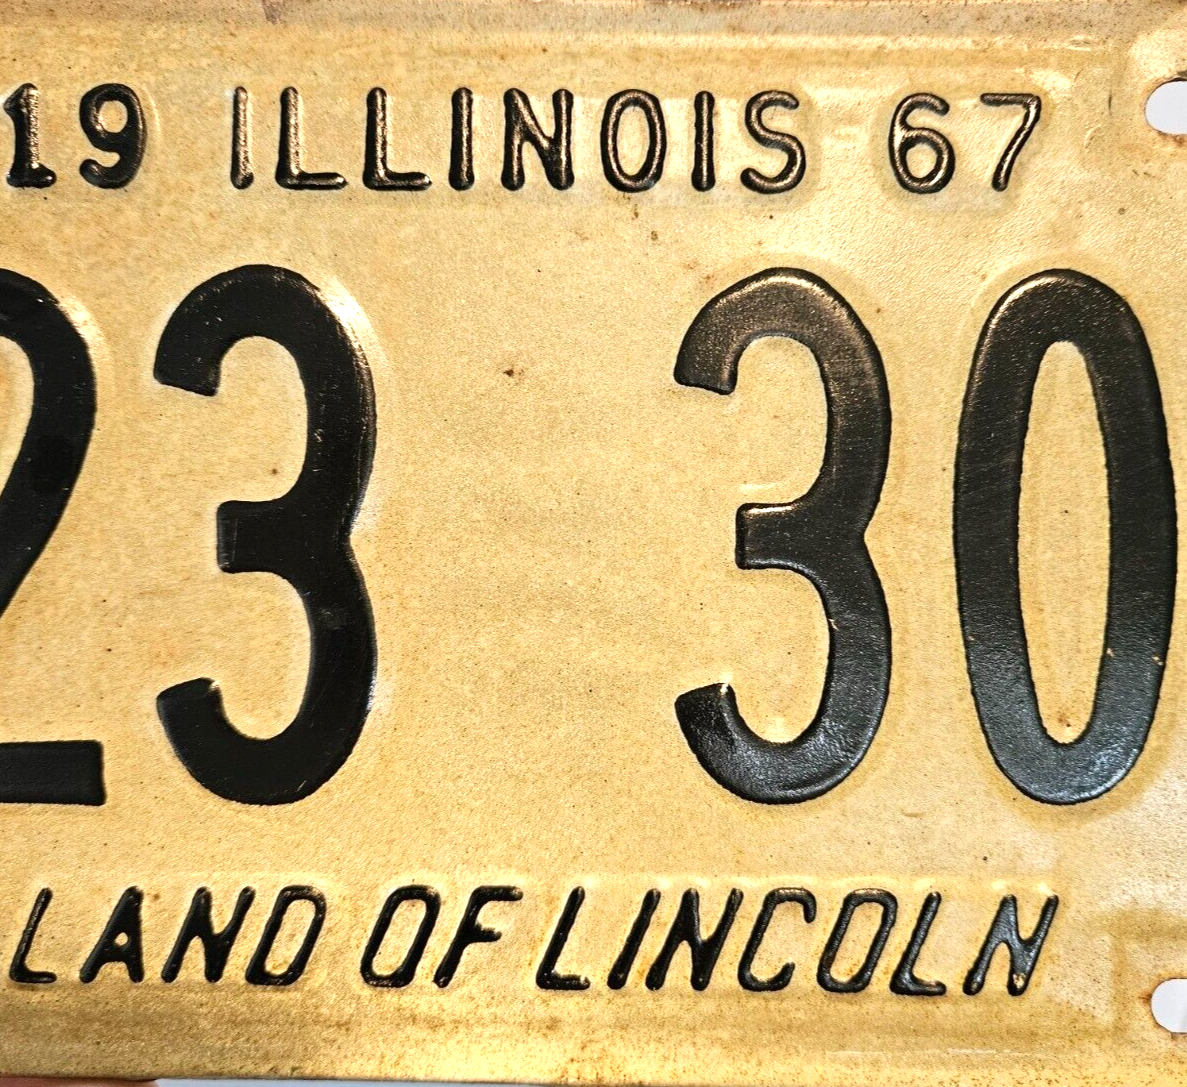 19 ILLINOIS 67
23 30
LAND OF LINCOLN